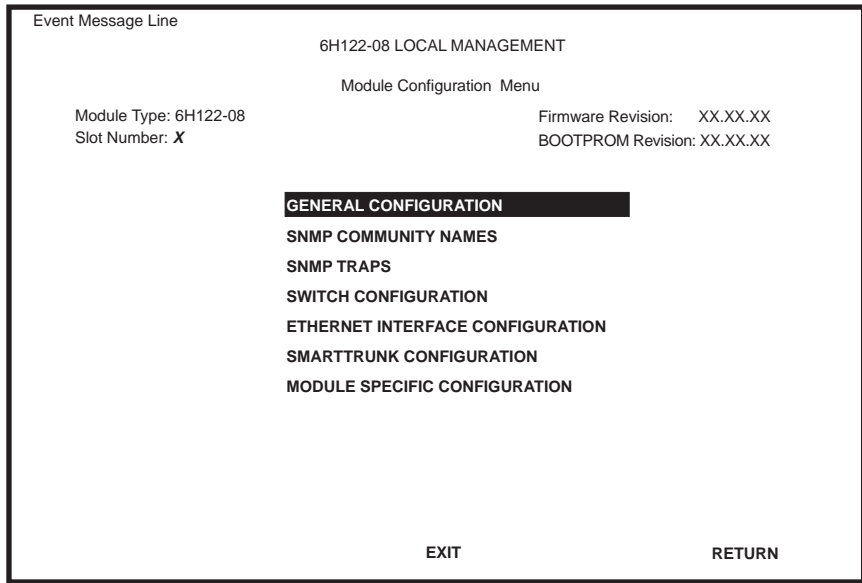 Event Message Line
6H122-08 LOCAL MANAGEMENT
Module Configuration Menu
Module Type: 6H122-08 Firmware Revision: XX.XX.XX
Slot Number: X BOOTPROM Revision: XX.XX.XX
GENERAL CONFIGURATION
SNMP COMMUNITY NAMES
SNMP TRAPS
SWITCH CONFIGURATION
ETHERNET INTERFACE CONFIGURATION
SMARTTRUNK CONFIGURATION
MODULE SPECIFIC CONFIGURATION
EXIT RETURN